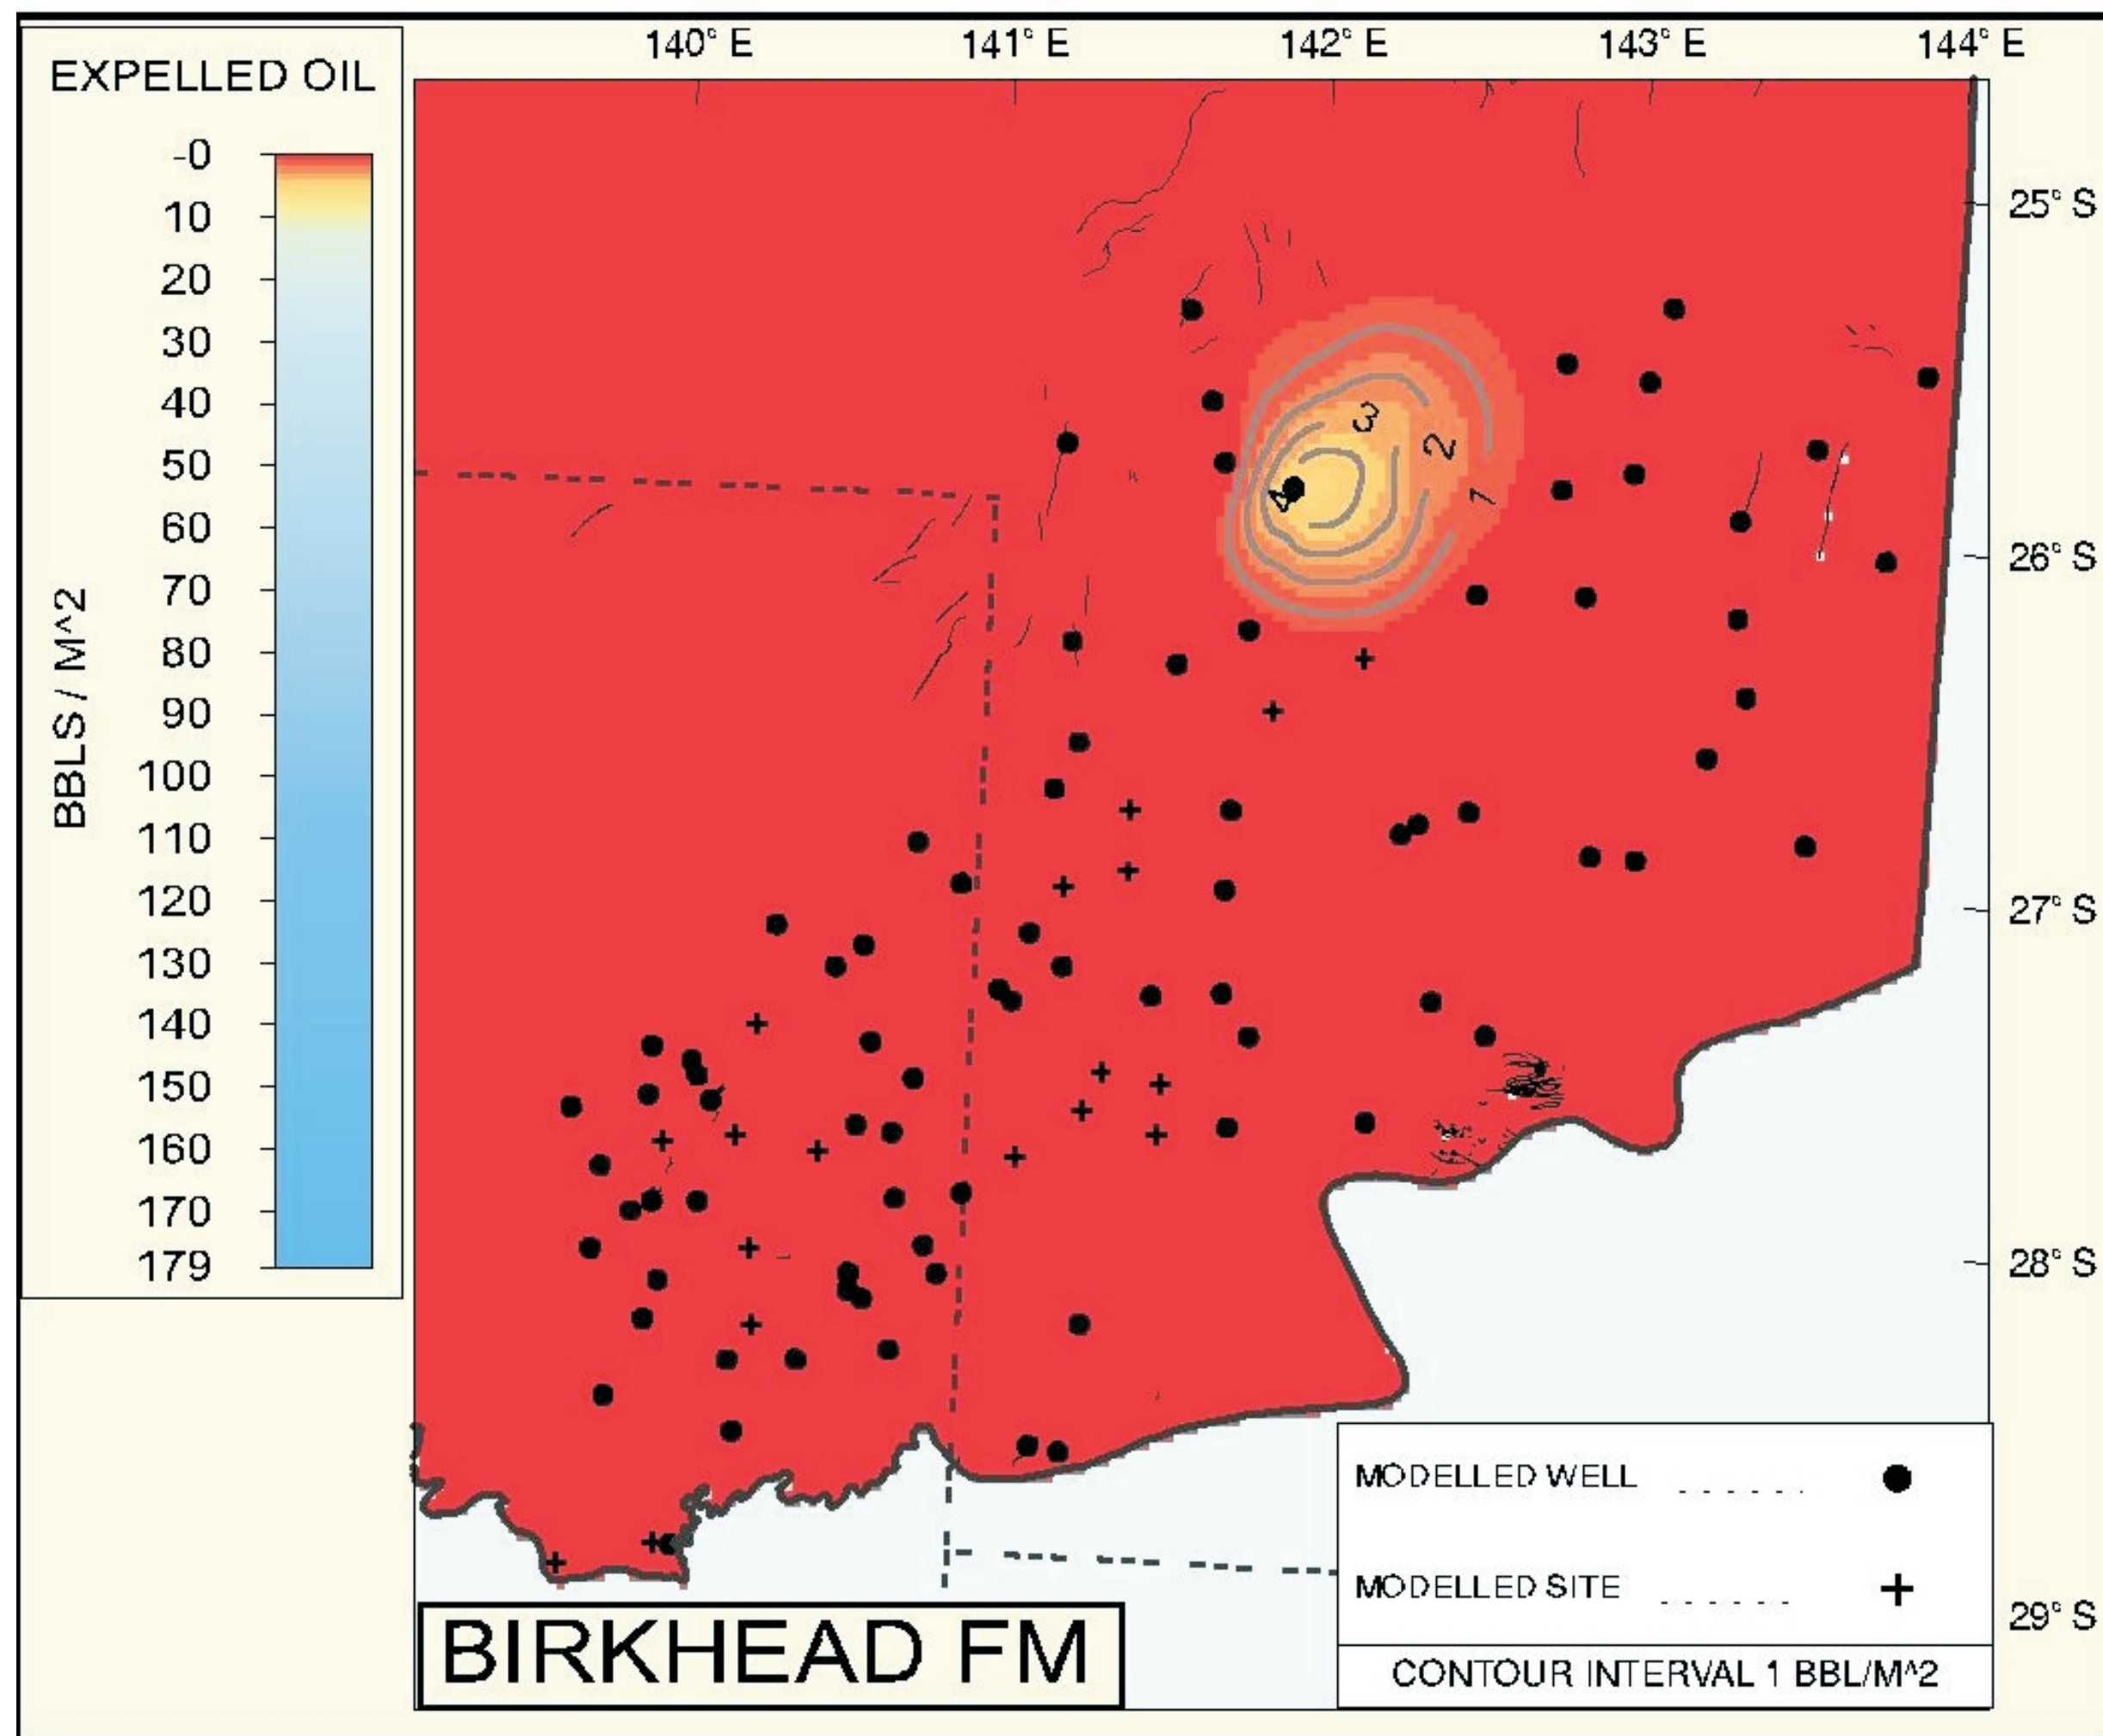 140° E 141° E 142° E 143° E 144° E
EXPELLED OIL
-0
10
20
30
40
50
60
70
80
90
100
110
120
130
140
150
160
170
179
BBLS / M^2
25° S
26° S
27° S
28° S
29° S
3
2
1
4
MODELLED WELL
MODELLED SITE
CONTOUR INTERVAL 1 BBL/M^2
BIRKHEAD FM